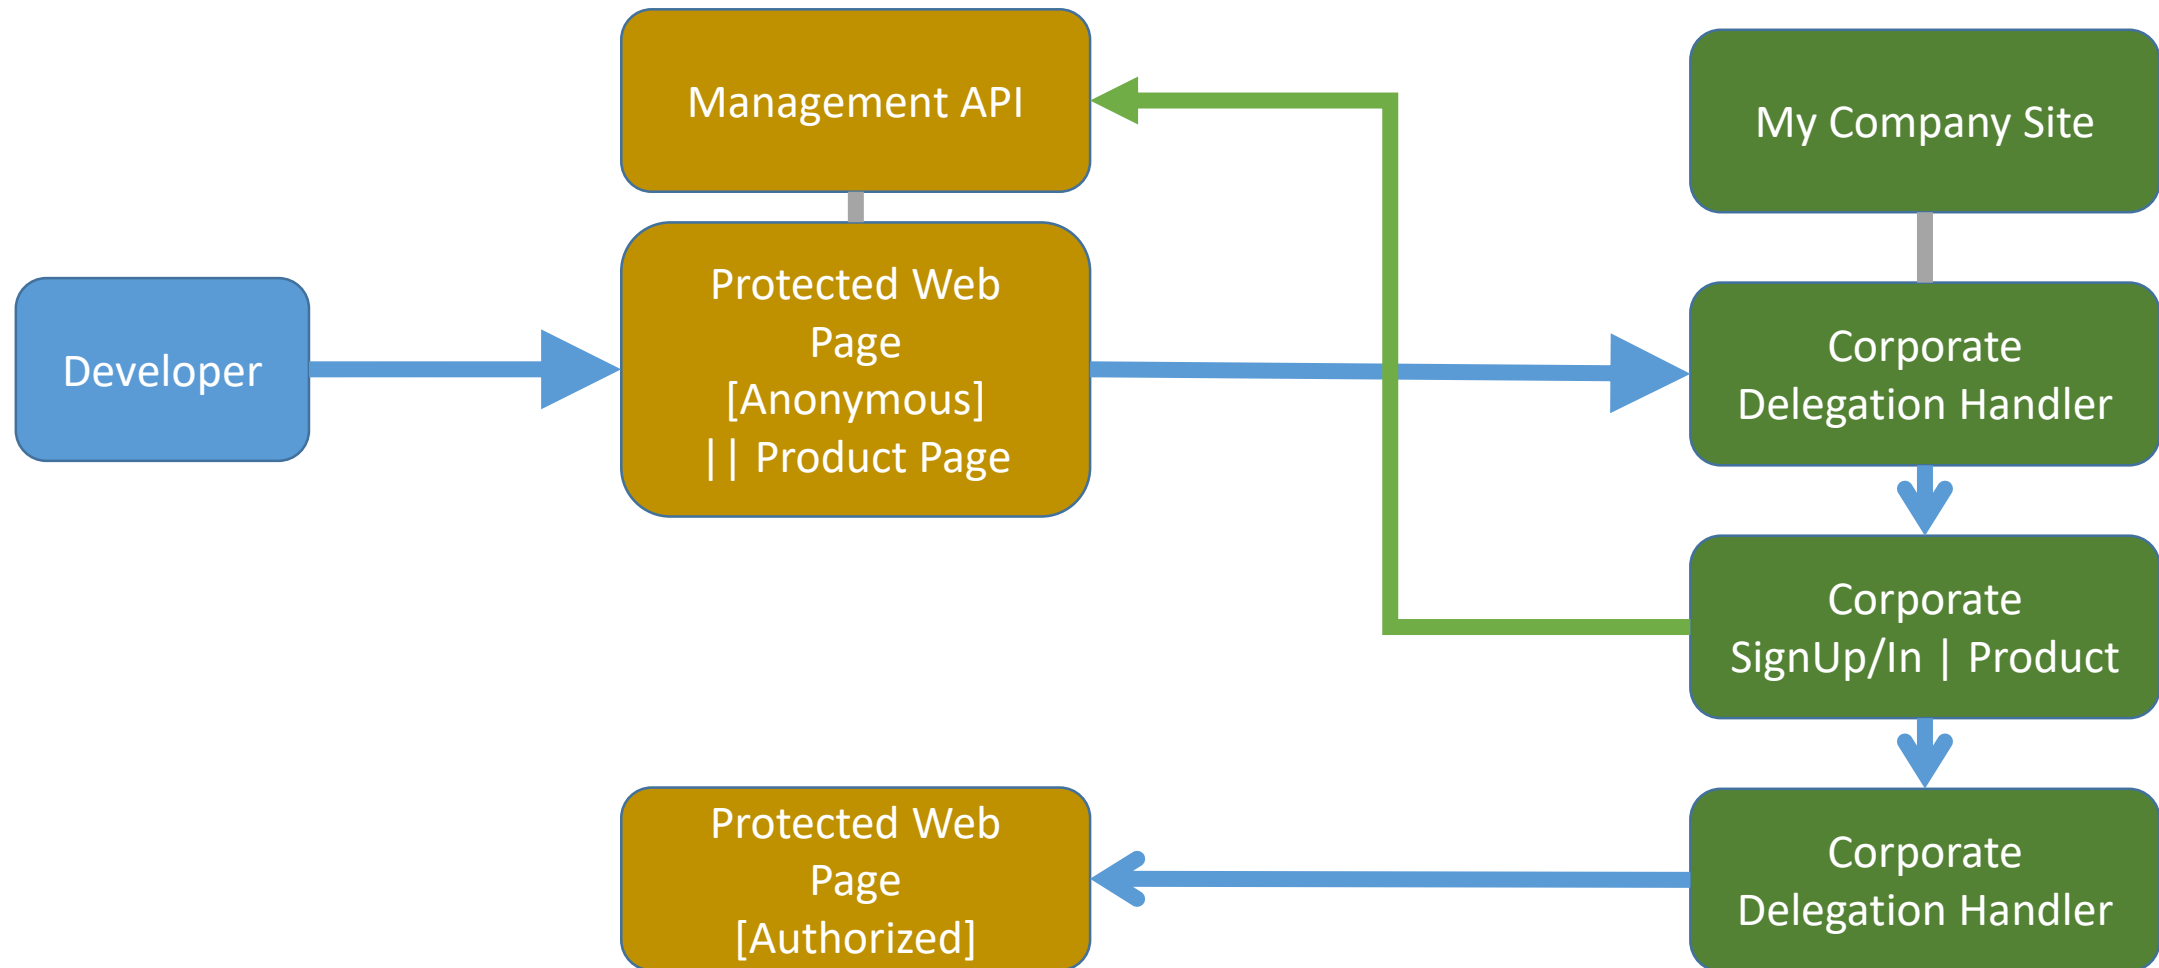 Management API
My Company Site
Developer
Protected Web
Page
[Anonymous]
|| Product Page
Corporate
Delegation Handler
Corporate
SignUp/In | Product
Protected Web
Page
[Authorized]
Corporate
Delegation Handler